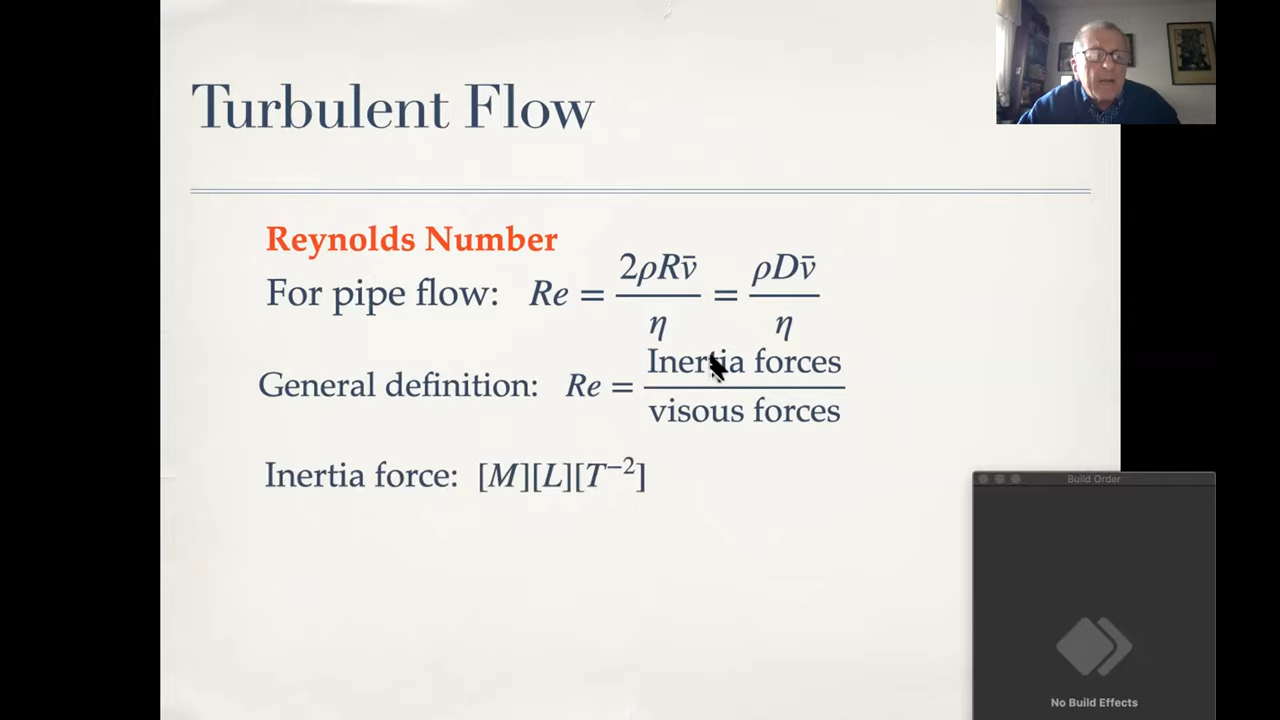 Turbulent Flow
Reynolds Number
For pipe flow: Re = 2ρRv̄ / η = ρDv̄ / η
General definition: Re = Inertia forces / visous forces
Inertia force: [M][L][T⁻²]
Build Order
No Build Effects